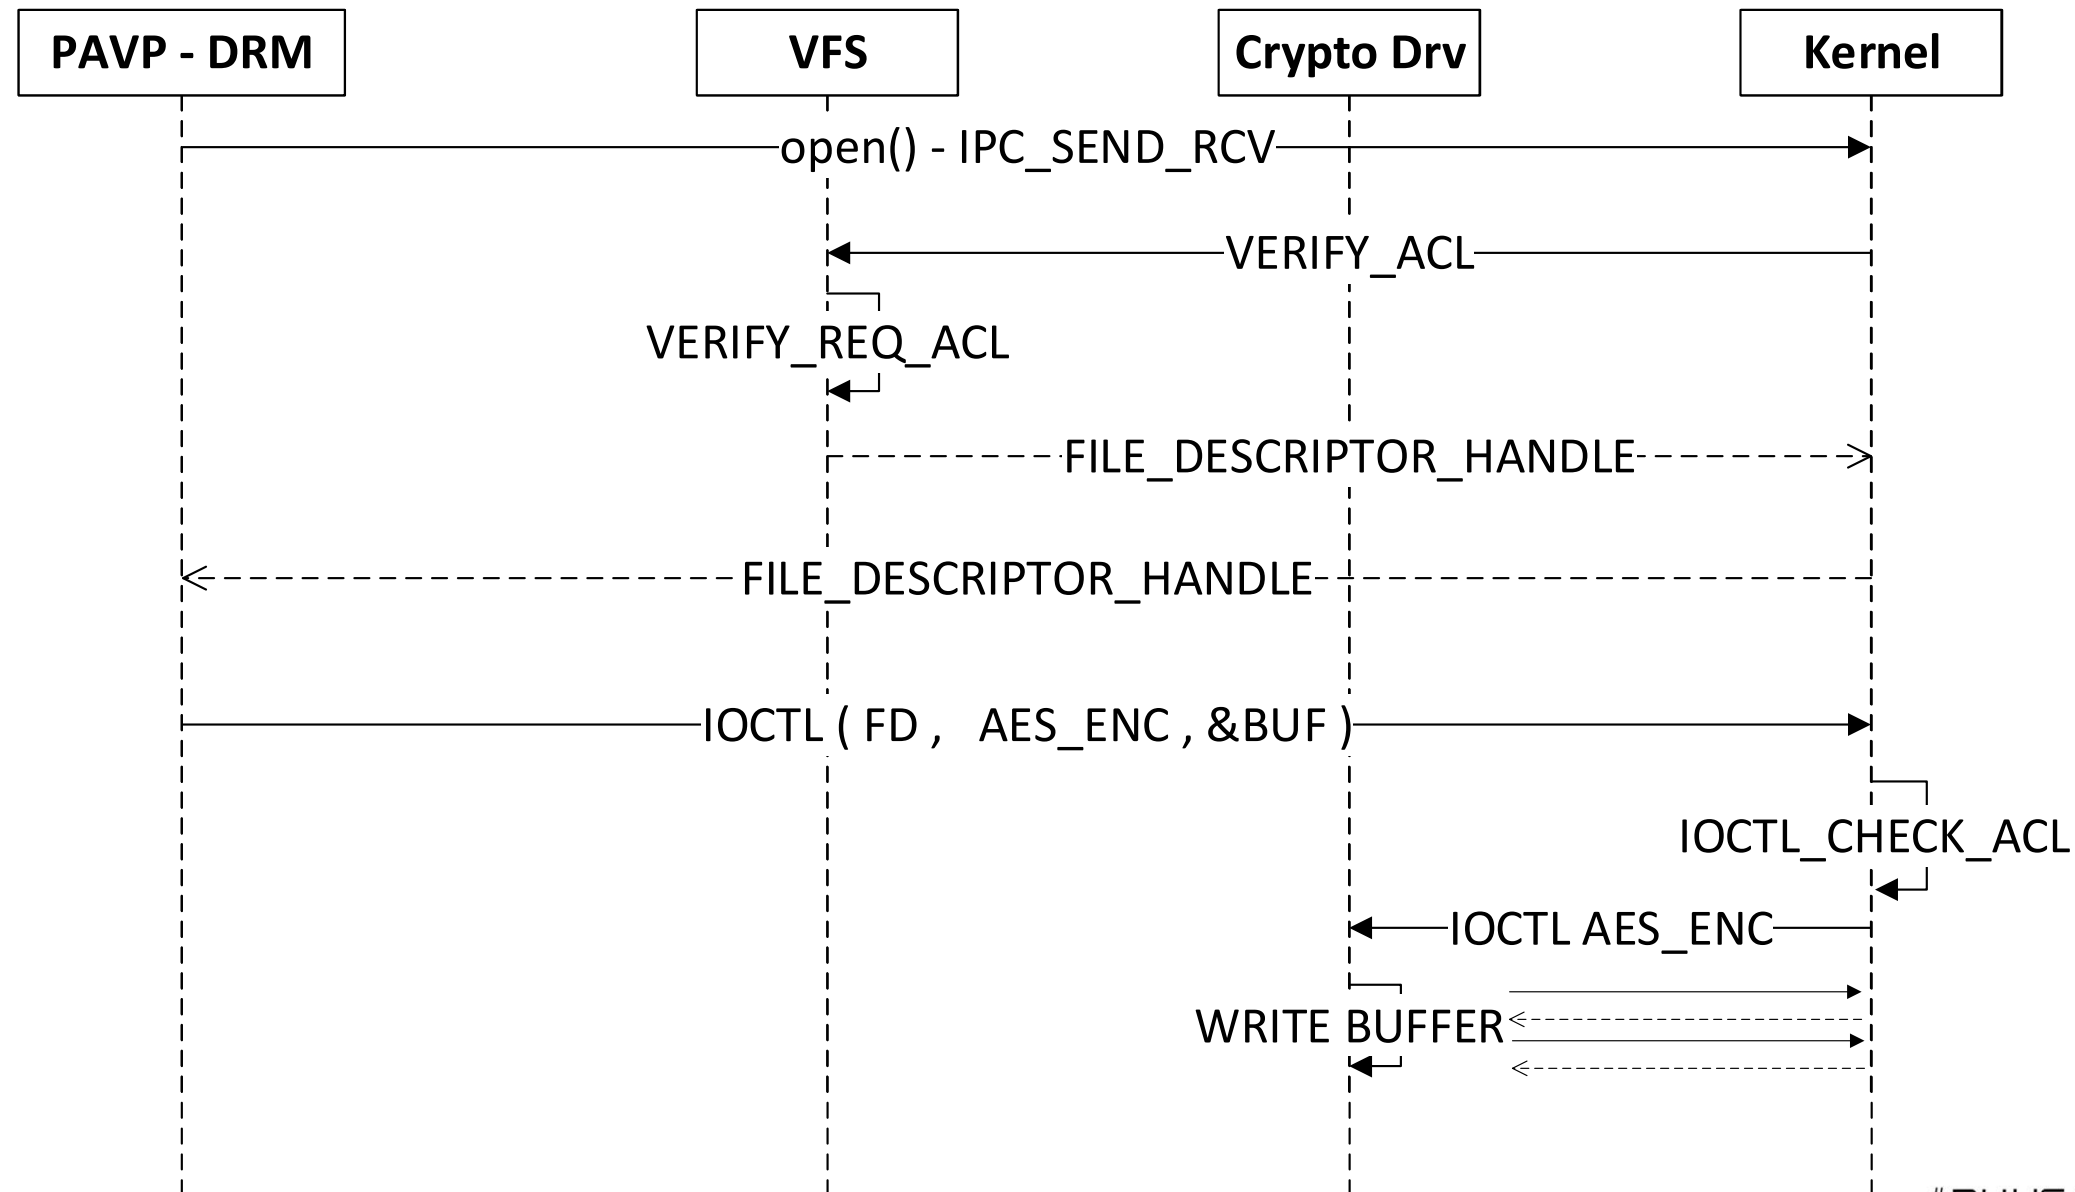 PAVP - DRM
VFS
Crypto Drv
Kernel
open() - IPC_SEND_RCV
VERIFY_ACL
VERIFY_REQ_ACL
FILE_DESCRIPTOR_HANDLE
FILE_DESCRIPTOR_HANDLE
IOCTL ( FD , AES_ENC , &BUF )
IOCTL_CHECK_ACL
IOCTL AES_ENC
WRITE BUFFER